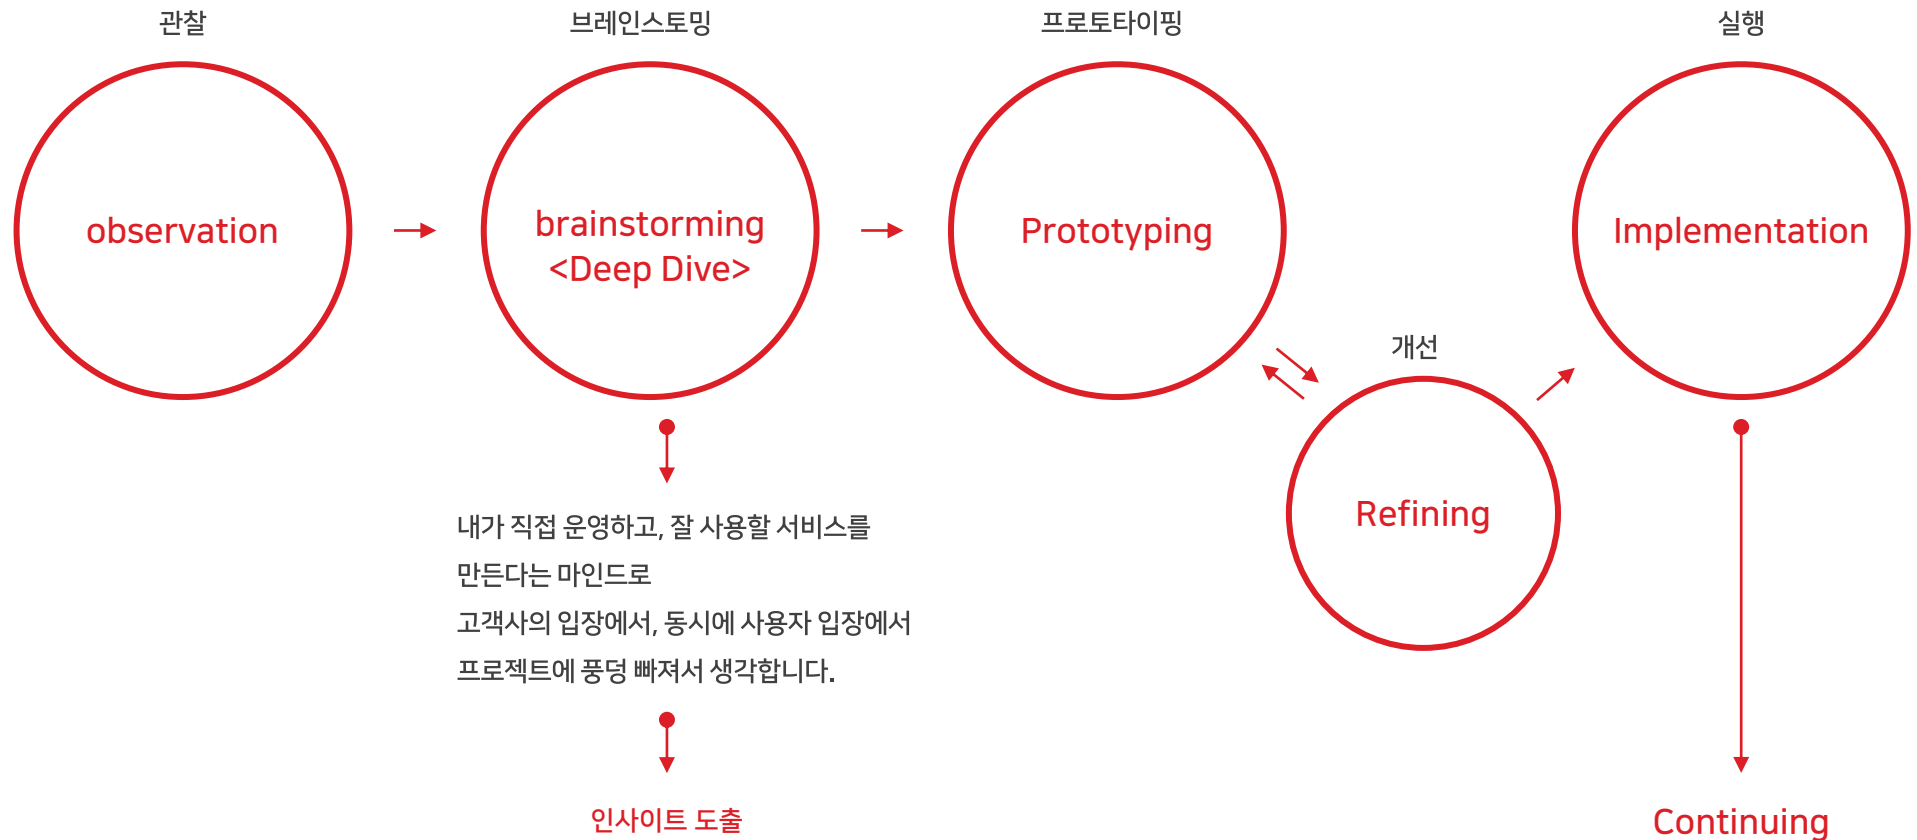 관찰
브레인스토밍
프로토타이핑
실행
observation
brainstorming
<Deep Dive>
Prototyping
Implementation
개선
Refining
내가 직접 운영하고, 잘 사용할 서비스를
만든다는 마인드로
고객사의 입장에서, 동시에 사용자 입장에서
프로젝트에 풍덩 빠져서 생각합니다.
인사이트 도출
Continuing